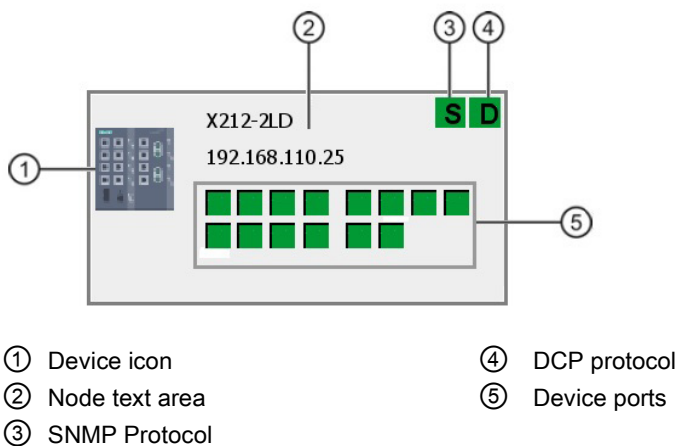 ② ③ ④
S D
X212-2LD
① 192.168.110.25
⑤
① Device icon
② Node text area
③ SNMP Protocol
④ DCP protocol
⑤ Device ports